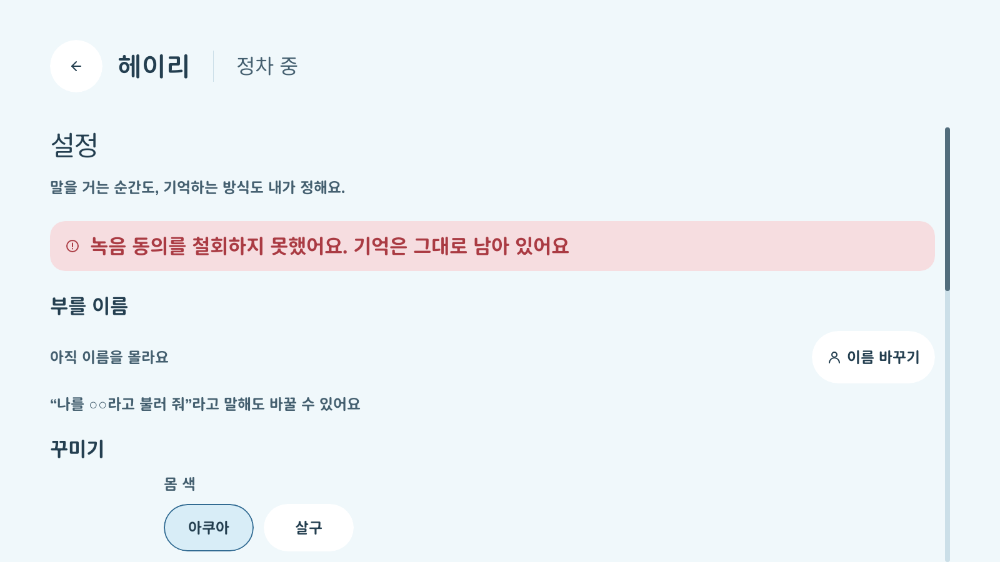 헤이리
정차 중
설정
말을 거는 순간도, 기억하는 방식도 내가 정해요.
녹음 동의를 철회하지 못했어요. 기억은 그대로 남아 있어요
부를 이름
아직 이름을 몰라요
이름 바꾸기
“나를 ○○라고 불러 줘”라고 말해도 바꿀 수 있어요
꾸미기
몸 색
아쿠아
살구